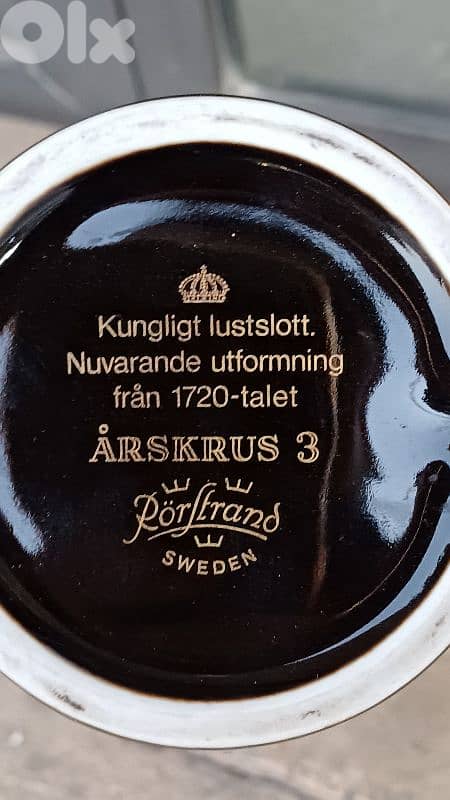 Olx
Kungligt lustslott.
Nuvarande utformning
från 1720-talet
ÅRSKRUS 3
Rörstrand
SWEDEN